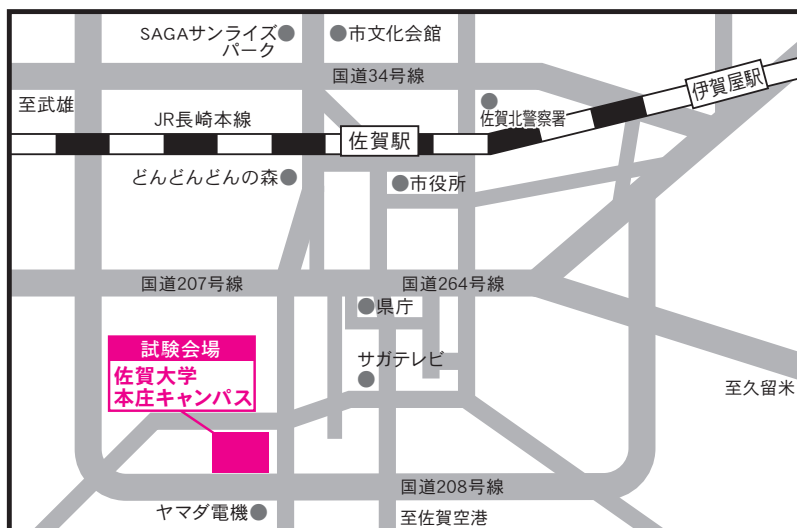 SAGAサンライズ
パーク
市文化会館
国道34号線
伊賀屋駅
至武雄
佐賀北警察署
JR長崎本線
佐賀駅
どんどんどんの森
市役所
国道207号線
国道264号線
県庁
試験会場
佐賀大学
本庄キャンパス
サガテレビ
至久留米
国道208号線
ヤマダ電機
至佐賀空港